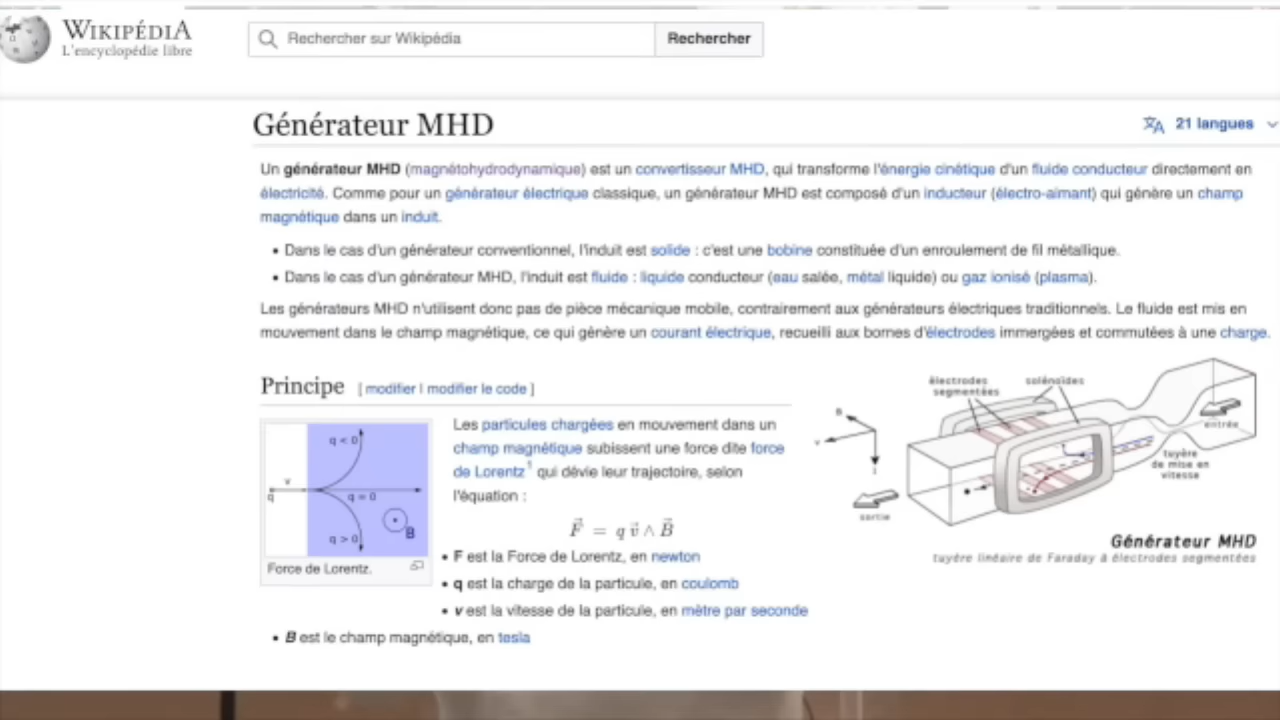 WIKIPÉDIA
L'encyclopédie libre
Rechercher sur Wikipédia
Rechercher
Générateur MHD
21 langues
Un générateur MHD (magnétohydrodynamique) est un convertisseur MHD, qui transforme l'énergie cinétique d'un fluide conducteur directement en
électricité. Comme pour un générateur électrique classique, un générateur MHD est composé d'un inducteur (électro-aimant) qui génère un champ
magnétique dans un induit.
• Dans le cas d'un générateur conventionnel, l'induit est solide : c'est une bobine constituée d'un enroulement de fil métallique.
• Dans le cas d'un générateur MHD, l'induit est fluide : liquide conducteur (eau salée, métal liquide) ou gaz ionisé (plasma).
Les générateurs MHD n'utilisent donc pas de pièce mécanique mobile, contrairement aux générateurs électriques traditionnels. Le fluide est mis en
mouvement dans le champ magnétique, ce qui génère un courant électrique, recueilli aux bornes d'électrodes immergées et commutées à une charge.
Principe [ modifier | modifier le code ]
q < 0
v
q
q = 0
B
q > 0
Force de Lorentz.
Les particules chargées en mouvement dans un
champ magnétique subissent une force dite force
de Lorentz¹ qui dévie leur trajectoire, selon
l'équation :
F⃗ = q v⃗ ∧ B⃗
• F est la Force de Lorentz, en newton
• q est la charge de la particule, en coulomb
• v est la vitesse de la particule, en mètre par seconde
• B est le champ magnétique, en tesla
électrodes
segmentées
solénoïdes
B
v
entrée
tuyère
de mise en
vitesse
sortie
Générateur MHD
tuyère linéaire de Faraday à électrodes segmentées